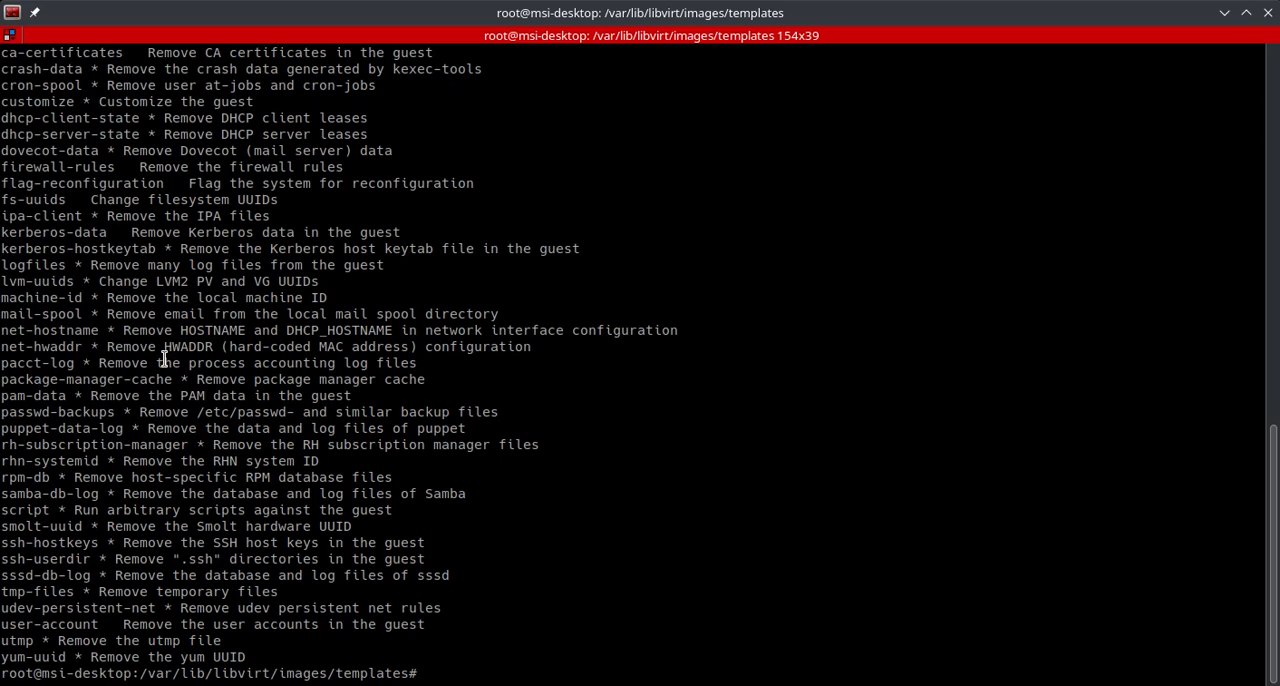 root@msi-desktop: /var/lib/libvirt/images/templates
root@msi-desktop: /var/lib/libvirt/images/templates 154x39
ca-certificates   Remove CA certificates in the guest
crash-data * Remove the crash data generated by kexec-tools
cron-spool * Remove user at-jobs and cron-jobs
customize * Customize the guest
dhcp-client-state * Remove DHCP client leases
dhcp-server-state * Remove DHCP server leases
dovecot-data * Remove Dovecot (mail server) data
firewall-rules   Remove the firewall rules
flag-reconfiguration   Flag the system for reconfiguration
fs-uuids   Change filesystem UUIDs
ipa-client * Remove the IPA files
kerberos-data   Remove Kerberos data in the guest
kerberos-hostkeytab * Remove the Kerberos host keytab file in the guest
logfiles * Remove many log files from the guest
lvm-uuids * Change LVM2 PV and VG UUIDs
machine-id * Remove the local machine ID
mail-spool * Remove email from the local mail spool directory
net-hostname * Remove HOSTNAME and DHCP_HOSTNAME in network interface configuration
net-hwaddr * Remove HWADDR (hard-coded MAC address) configuration
pacct-log * Remove the process accounting log files
package-manager-cache * Remove package manager cache
pam-data * Remove the PAM data in the guest
passwd-backups * Remove /etc/passwd- and similar backup files
puppet-data-log * Remove the data and log files of puppet
rh-subscription-manager * Remove the RH subscription manager files
rhn-systemid * Remove the RHN system ID
rpm-db * Remove host-specific RPM database files
samba-db-log * Remove the database and log files of Samba
script * Run arbitrary scripts against the guest
smolt-uuid * Remove the Smolt hardware UUID
ssh-hostkeys * Remove the SSH host keys in the guest
ssh-userdir * Remove ".ssh" directories in the guest
sssd-db-log * Remove the database and log files of sssd
tmp-files * Remove temporary files
udev-persistent-net * Remove udev persistent net rules
user-account   Remove the user accounts in the guest
utmp * Remove the utmp file
yum-uuid * Remove the yum UUID
root@msi-desktop:/var/lib/libvirt/images/templates#